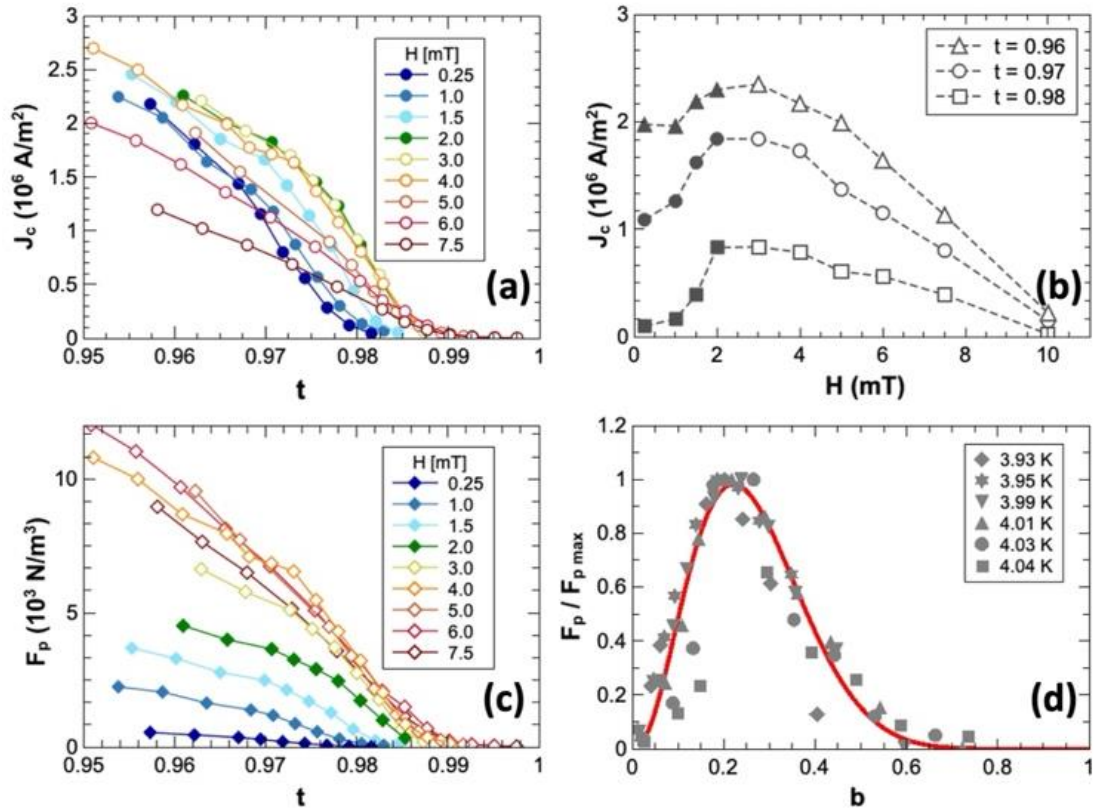 3
2.5
2
1.5
1
0.5
0
J_c (10^6 A/m^2)
H [mT]
0.25
1.0
1.5
2.0
3.0
4.0
5.0
6.0
7.5
(a)
0.95 0.96 0.97 0.98 0.99 1
t
3
2
1
0
J_c (10^6 A/m^2)
t = 0.96
t = 0.97
t = 0.98
(b)
0 2 4 6 8 10
H (mT)
10
5
0
F_p (10^3 N/m^3)
H [mT]
0.25
1.0
1.5
2.0
3.0
4.0
5.0
6.0
7.5
(c)
0.95 0.96 0.97 0.98 0.99 1
t
1.2
1
0.8
0.6
0.4
0.2
0
F_p / F_p max
3.93 K
3.95 K
3.99 K
4.01 K
4.03 K
4.04 K
(d)
0 0.2 0.4 0.6 0.8 1
b